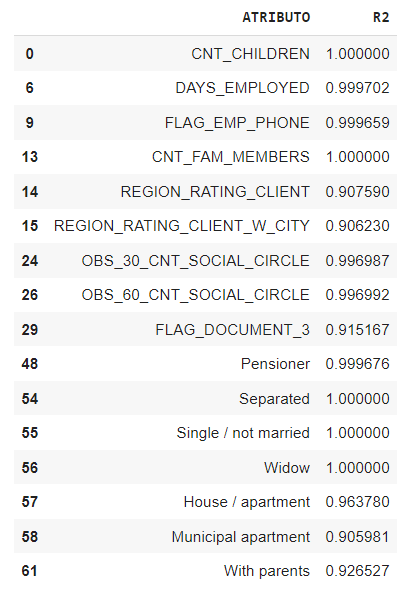 ATRIBUTO R2
0 CNT_CHILDREN 1.000000
6 DAYS_EMPLOYED 0.999702
9 FLAG_EMP_PHONE 0.999659
13 CNT_FAM_MEMBERS 1.000000
14 REGION_RATING_CLIENT 0.907590
15 REGION_RATING_CLIENT_W_CITY 0.906230
24 OBS_30_CNT_SOCIAL_CIRCLE 0.996987
26 OBS_60_CNT_SOCIAL_CIRCLE 0.996992
29 FLAG_DOCUMENT_3 0.915167
48 Pensioner 0.999676
54 Separated 1.000000
55 Single / not married 1.000000
56 Widow 1.000000
57 House / apartment 0.963780
58 Municipal apartment 0.905981
61 With parents 0.926527